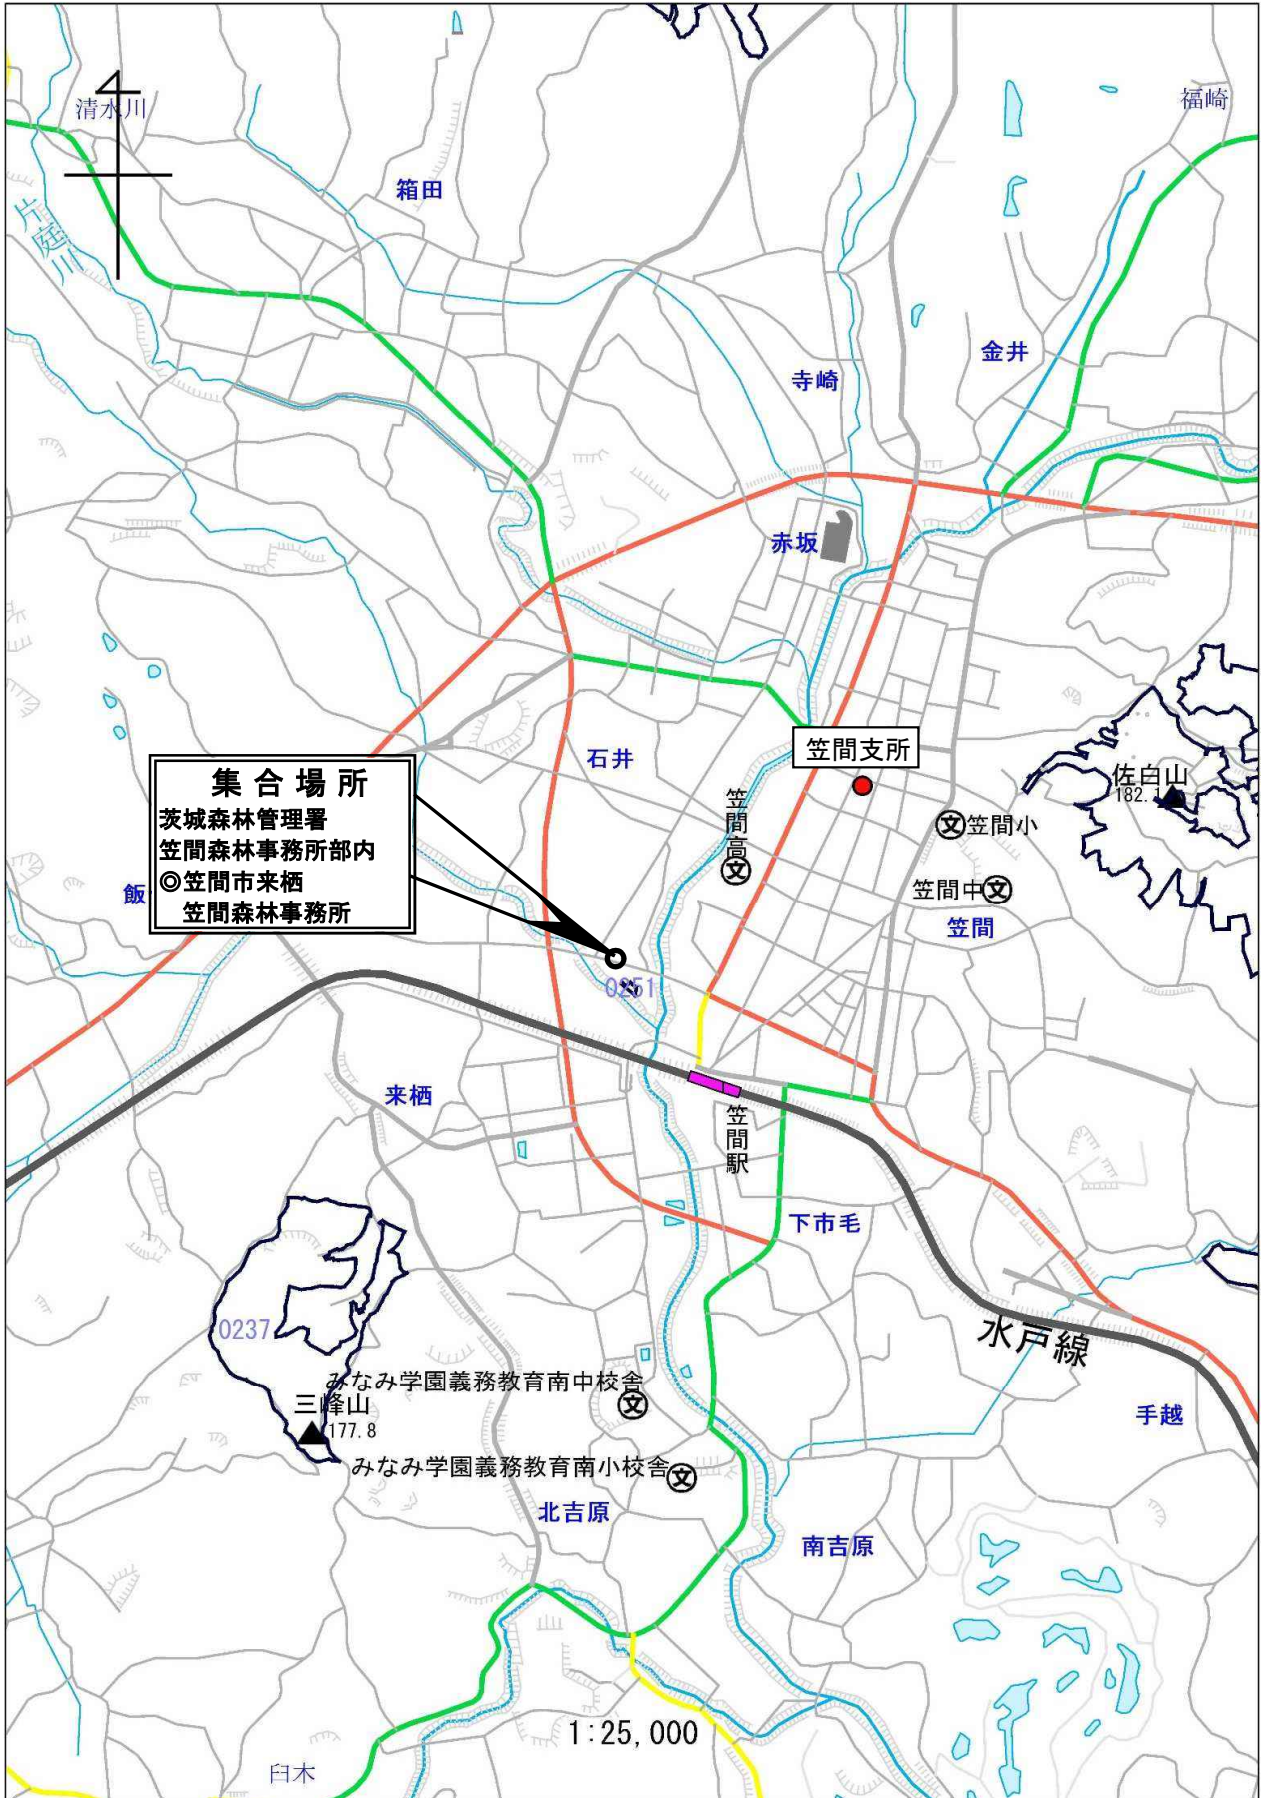 清水川
福崎
箱田
片庭川
金井
寺崎
赤坂
石井
笠間支所
集合場所
茨城森林管理署
笠間森林事務所部内
◎笠間市来栖
笠間森林事務所
佐白山
182.1
笠間高
文
文笠間小
笠間中文
笠間
飯
0251
来栖
笠間駅
下市毛
水戸線
0237
みなみ学園義務教育南中校舎
文
三峰山
177.8
手越
みなみ学園義務教育南小校舎
文
北吉原
南吉原
1:25,000
臼木